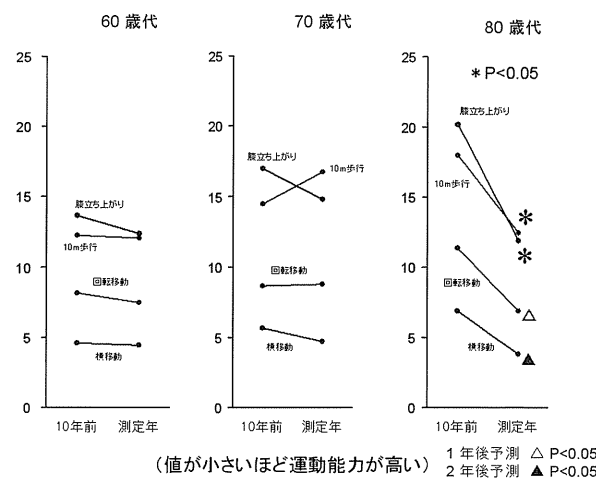 60 歳代
25
20
15
10
5
0
膝立ち上がり
10m歩行
回転移動
横移動
10年前 測定年
70 歳代
25
20
15
10
5
0
膝立ち上がり
10m歩行
回転移動
横移動
10年前 測定年
80 歳代
25
20
15
10
5
0
＊P<0.05
膝立ち上がり
10m歩行
＊
＊
回転移動
△
横移動
▲
10年前 測定年
(値が小さいほど運動能力が高い)
1 年後予測 △ P<0.05
2 年後予測 ▲ P<0.05